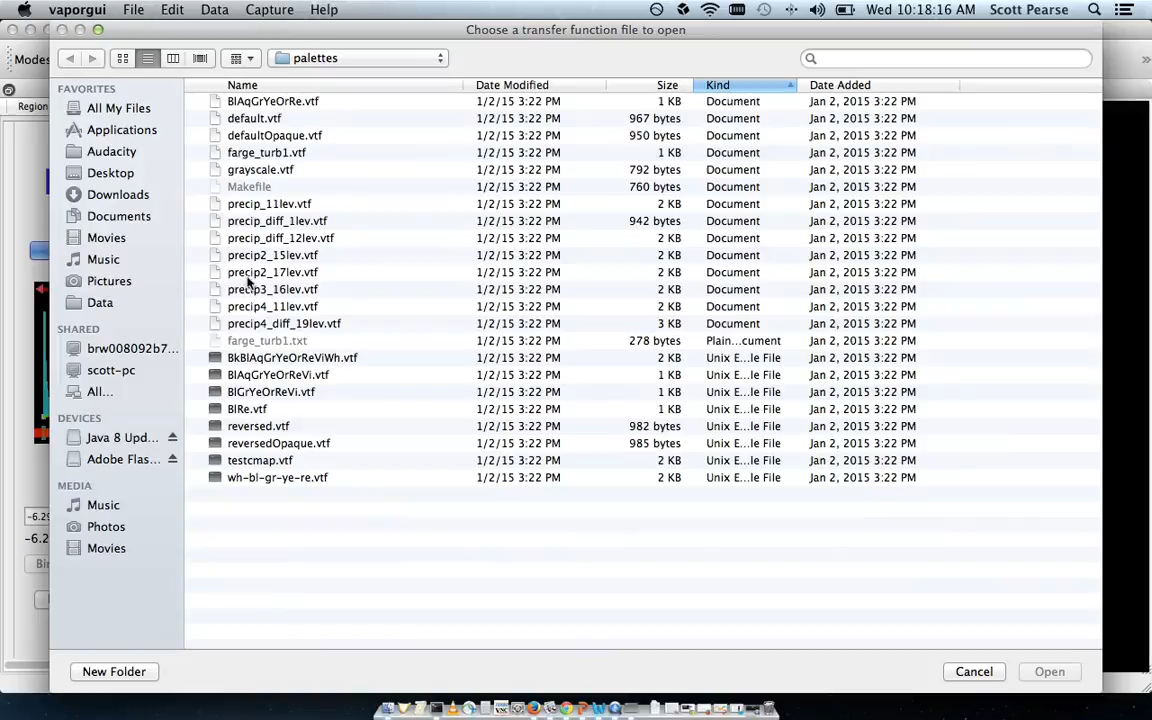 vaporgui File Edit Data Capture Help Wed 10:18:16 AM Scott Pearse
Choose a transfer function file to open
Modes
palettes
Region
Name Date Modified Size Kind Date Added
FAVORITES
All My Files
Applications
Audacity
Desktop
Downloads
Documents
Movies
Music
Pictures
Data
SHARED
brw008092b7...
scott-pc
All...
DEVICES
Java 8 Upd...
Adobe Flas...
MEDIA
Music
Photos
Movies
BlAqGrYeOrRe.vtf 1/2/15 3:22 PM 1 KB Document Jan 2, 2015 3:22 PM
default.vtf 1/2/15 3:22 PM 967 bytes Document Jan 2, 2015 3:22 PM
defaultOpaque.vtf 1/2/15 3:22 PM 950 bytes Document Jan 2, 2015 3:22 PM
farge_turb1.vtf 1/2/15 3:22 PM 1 KB Document Jan 2, 2015 3:22 PM
grayscale.vtf 1/2/15 3:22 PM 792 bytes Document Jan 2, 2015 3:22 PM
Makefile 1/2/15 3:22 PM 760 bytes Document Jan 2, 2015 3:22 PM
precip_11lev.vtf 1/2/15 3:22 PM 2 KB Document Jan 2, 2015 3:22 PM
precip_diff_1lev.vtf 1/2/15 3:22 PM 942 bytes Document Jan 2, 2015 3:22 PM
precip_diff_12lev.vtf 1/2/15 3:22 PM 2 KB Document Jan 2, 2015 3:22 PM
precip2_15lev.vtf 1/2/15 3:22 PM 2 KB Document Jan 2, 2015 3:22 PM
precip2_17lev.vtf 1/2/15 3:22 PM 2 KB Document Jan 2, 2015 3:22 PM
precip3_16lev.vtf 1/2/15 3:22 PM 2 KB Document Jan 2, 2015 3:22 PM
precip4_11lev.vtf 1/2/15 3:22 PM 2 KB Document Jan 2, 2015 3:22 PM
precip4_diff_19lev.vtf 1/2/15 3:22 PM 3 KB Document Jan 2, 2015 3:22 PM
farge_turb1.txt 1/2/15 3:22 PM 278 bytes Plain...cument Jan 2, 2015 3:22 PM
BkBlAqGrYeOrReViWh.vtf 1/2/15 3:22 PM 1 KB Unix E...le File Jan 2, 2015 3:22 PM
BlAqGrYeOrReVi.vtf 1/2/15 3:22 PM 1 KB Unix E...le File Jan 2, 2015 3:22 PM
BlGrYeOrReVi.vtf 1/2/15 3:22 PM 1 KB Unix E...le File Jan 2, 2015 3:22 PM
BlRe.vtf 1/2/15 3:22 PM 1 KB Unix E...le File Jan 2, 2015 3:22 PM
reversed.vtf 1/2/15 3:22 PM 982 bytes Unix E...le File Jan 2, 2015 3:22 PM
reversedOpaque.vtf 1/2/15 3:22 PM 985 bytes Unix E...le File Jan 2, 2015 3:22 PM
testcmap.vtf 1/2/15 3:22 PM 2 KB Unix E...le File Jan 2, 2015 3:22 PM
wh-bl-gr-ye-re.vtf 1/2/15 3:22 PM 2 KB Unix E...le File Jan 2, 2015 3:22 PM
-6.29
-6.2
Bin
New Folder Cancel Open